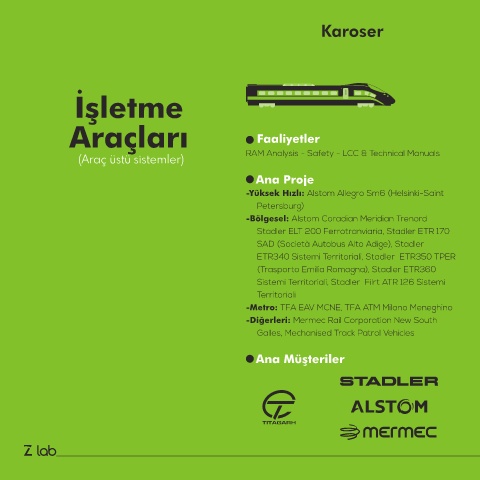 Karoser
İşletme
Araçları
(Araç üstü sistemler)
Faaliyetler
RAM Analysis - Safety - LCC & Technical Manuals
Ana Proje
-Yüksek Hızlı: Alstom Allegro Sm6 (Helsinki-Saint
Petersburg)
-Bölgesel: Alstom Coradian Meridian Trenord
Stadler ELT 200 Ferrotranviaria, Stadler ETR 170
SAD (Società Autobus Alto Adige), Stadler
ETR340 Sistemi Territoriali, Stadler ETR350 TPER
(Trasporto Emilia Romagna), Stadler ETR360
Sistemi Territoriali, Stadler Flirt ATR 126 Sistemi
Territoriali
-Metro: TFA EAV MCNE, TFA ATM Milano Meneghino
-Diğerleri: Mermec Rail Corporation New South
Galles, Mechanised Track Patrol Vehicles
Ana Müşteriler
STADLER
TITAGARH
ALSTOM
MERMEC
Z lab